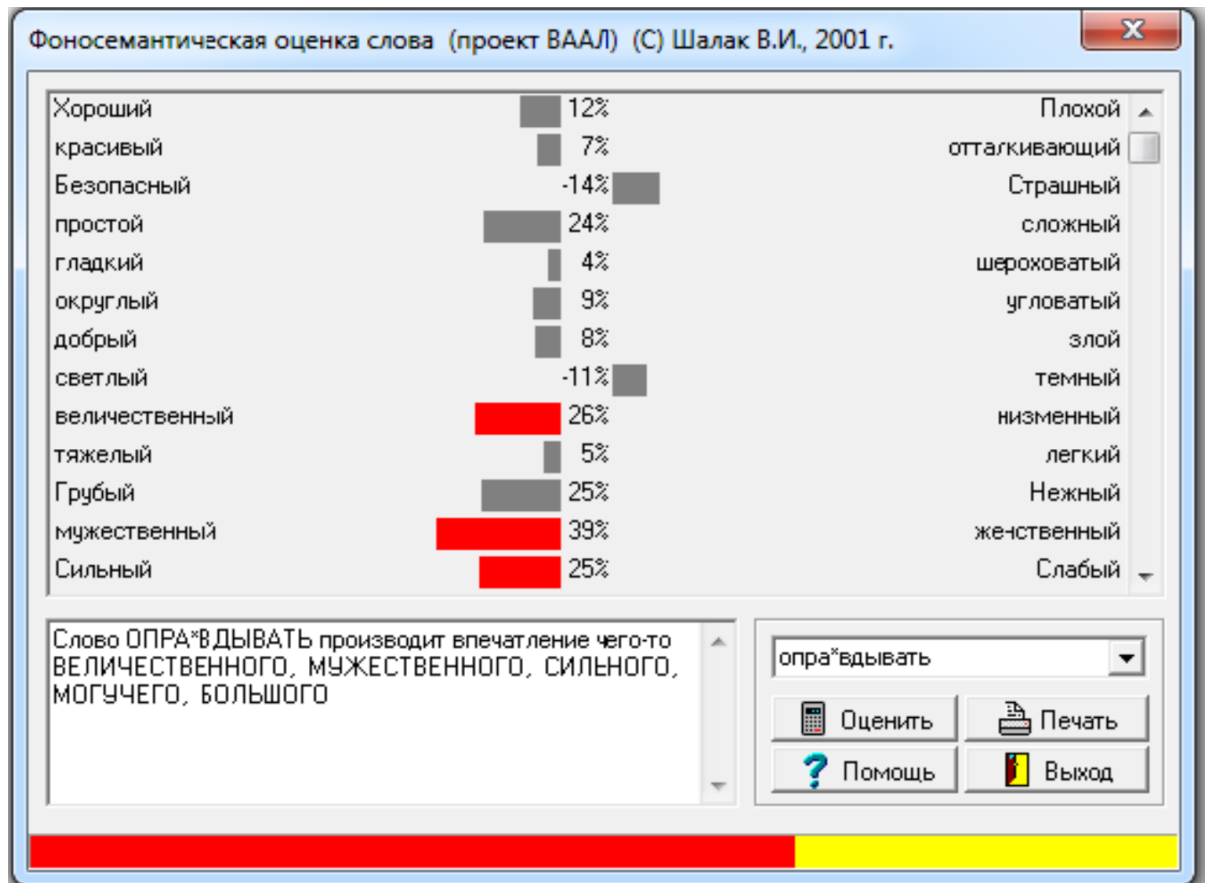 Фоносемантическая оценка слова (проект ВААЛ) (С) Шалак В.И., 2001 г.
Хороший 12% Плохой
красивый 7% отталкивающий
Безопасный -14% Страшный
простой 24% сложный
гладкий 4% шероховатый
округлый 9% угловатый
добрый 8% злой
светлый -11% темный
величественный 26% низменный
тяжелый 5% легкий
Грубый 25% Нежный
мужественный 39% женственный
Сильный 25% Слабый
Слово ОПРА*ВДЫВАТЬ производит впечатление чего-то
ВЕЛИЧЕСТВЕННОГО, МУЖЕСТВЕННОГО, СИЛЬНОГО,
МОГУЧЕГО, БОЛЬШОГО
опра*вдывать
Оценить Печать
? Помощь Выход